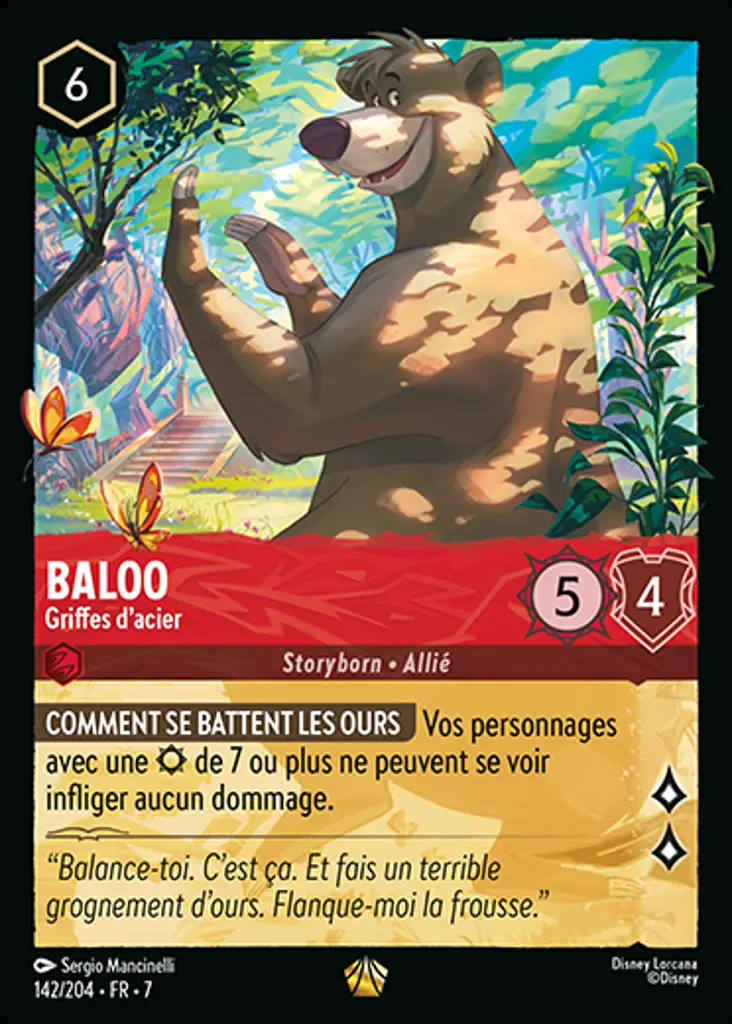 6
BALOO
Griffes d'acier
5
4
Storyborn • Allié
COMMENT SE BATTENT LES OURS Vos personnages
avec une de 7 ou plus ne peuvent se voir
infliger aucun dommage.
“Balance-toi. C'est ça. Et fais un terrible
grognement d'ours. Flanque-moi la frousse.”
Sergio Mancinelli
142/204 • FR • 7
Disney Lorcana
©Disney